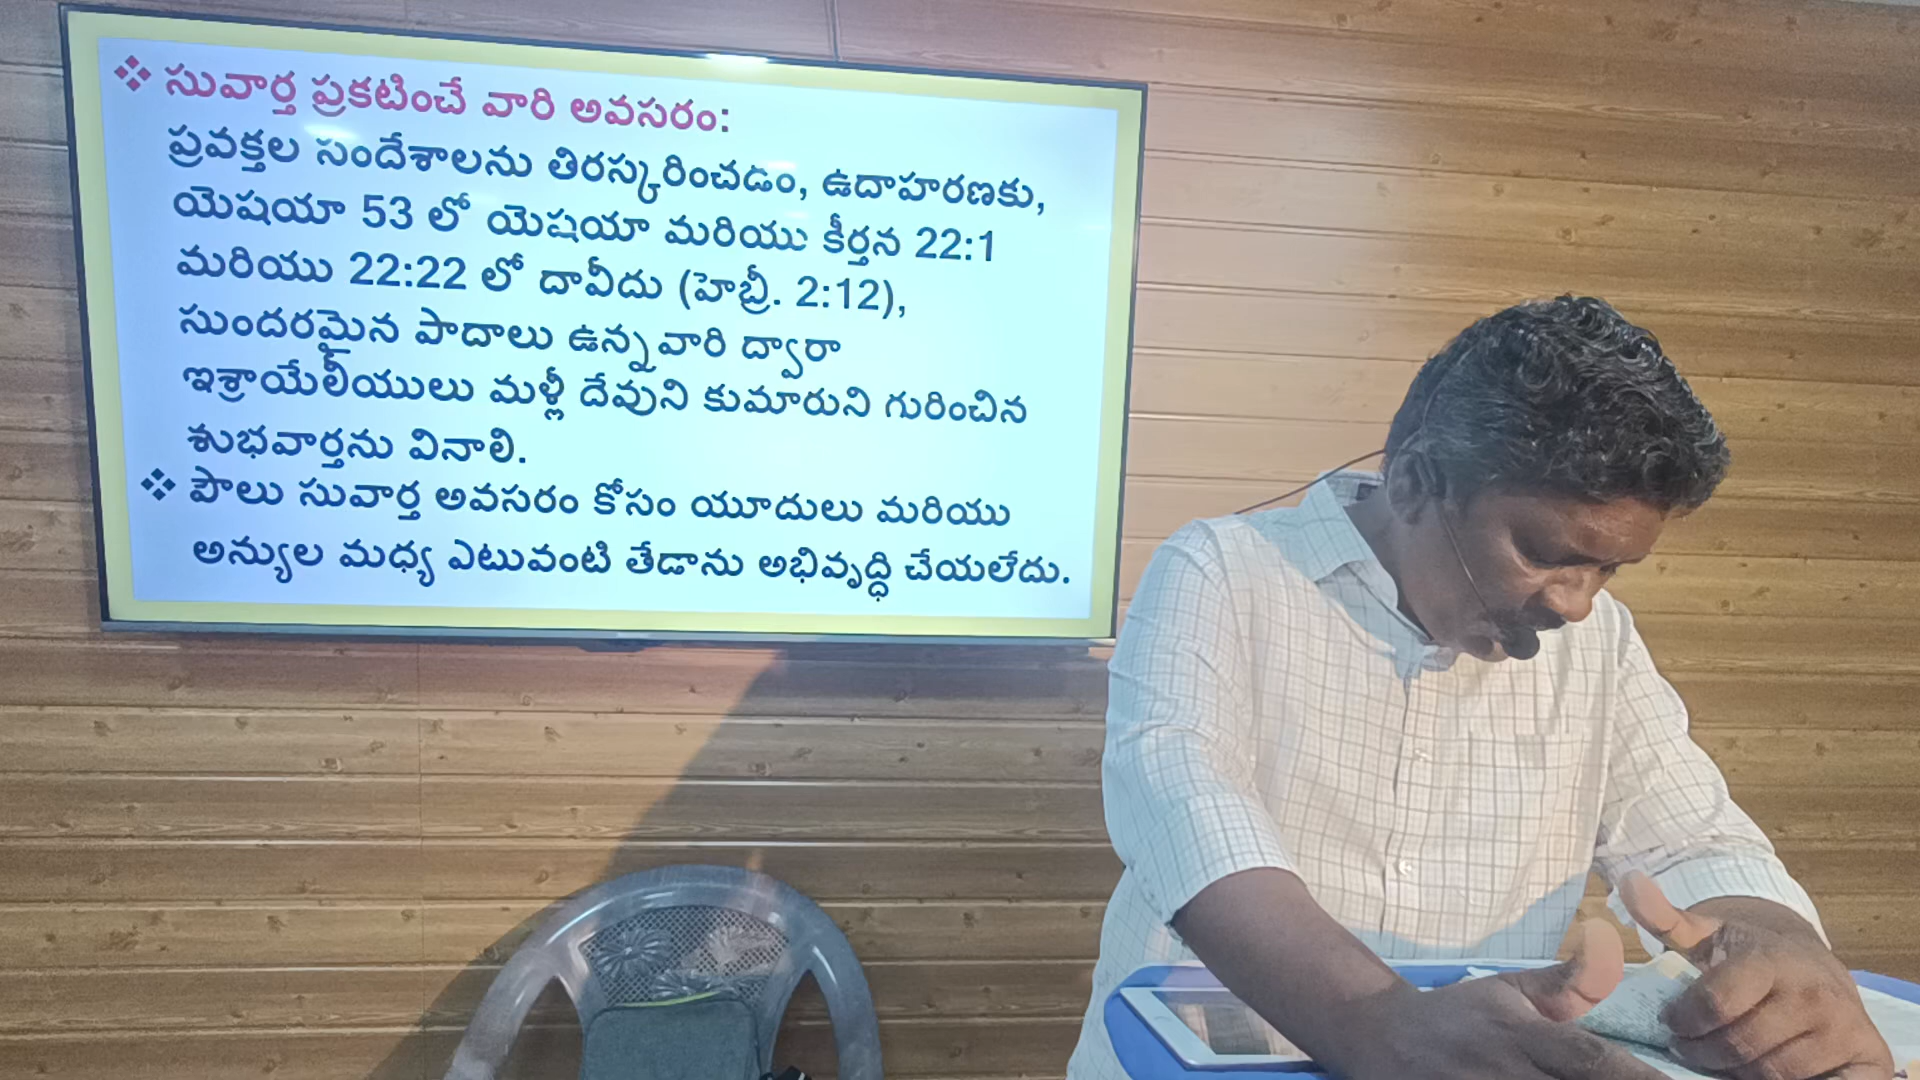 ❖ సువార్త ప్రకటించే వారి అవసరం:
ప్రవక్తల సందేశాలను తిరస్కరించడం, ఉదాహరణకు,
యెషయా 53 లో యెషయా మరియు కీర్తన 22:1
మరియు 22:22 లో దావీదు (హెబ్రీ. 2:12),
సుందరమైన పాదాలు ఉన్నవారి ద్వారా
ఇశ్రాయేలీయులు మళ్లీ దేవుని కుమారుని గురించిన
శుభవార్తను వినాలి.
❖ పౌలు సువార్త అవసరం కోసం యూదులు మరియు
అన్యుల మధ్య ఎటువంటి తేడాను అభివృద్ధి చేయలేదు.